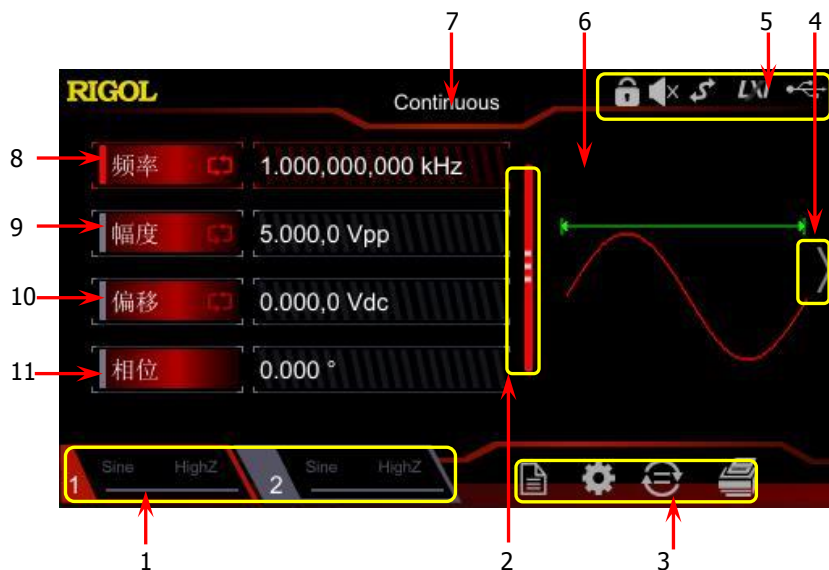 7 6 5 4
RIGOL
Continuous
LXI
8 频率 1.000,000,000 kHz
9 幅度 5.000,0 Vpp
10 偏移 0.000,0 Vdc
11 相位 0.000 °
1 Sine HighZ 2 Sine HighZ
1 2 3